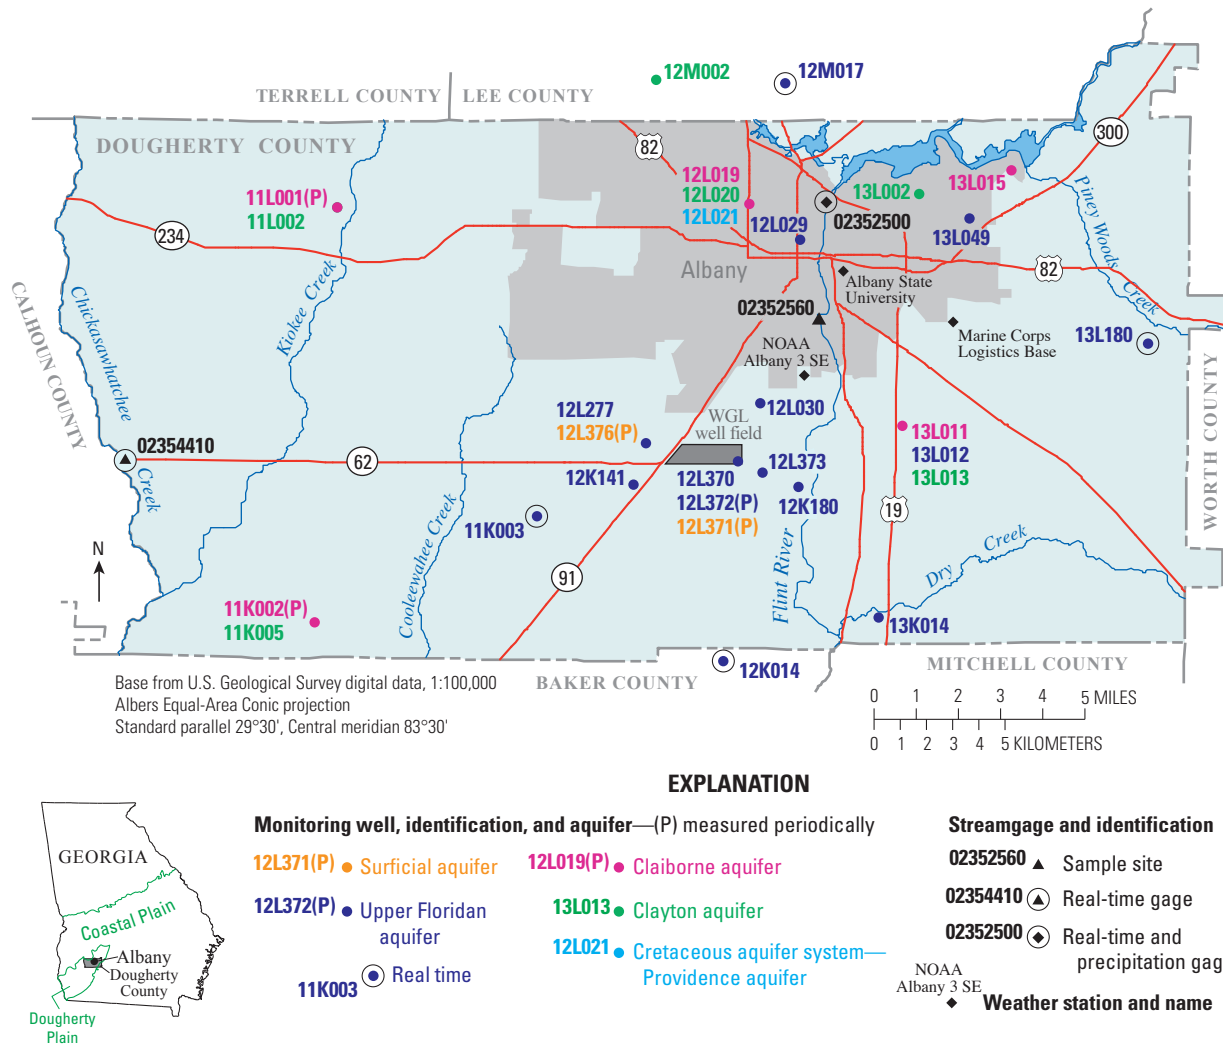 12M002
12M017
TERRELL COUNTY
LEE COUNTY
DOUGHERTY COUNTY
82
300
11L001(P)
11L002
12L019
12L020
12L021
13L002
13L015
Piney Woods
Creek
234
12L029
02352500
13L049
Albany
82
Kiokee Creek
Albany State
University
CALHOUN COUNTY
Chickasawhatchee
Creek
02352560
NOAA
Albany 3 SE
Marine Corps
Logistics Base
13L180
WORTH COUNTY
12L277
12L376(P)
12L030
WGL
well field
02354410
62
13L011
13L012
13L013
12K141
12L370
12L372(P)
12L371(P)
12L373
12K180
19
11K003
Cooleewahee Creek
Flint River
Dry
Creek
N
91
11K002(P)
11K005
13K014
12K014
BAKER COUNTY
MITCHELL COUNTY
Base from U.S. Geological Survey digital data, 1:100,000
Albers Equal-Area Conic projection
Standard parallel 29°30', Central meridian 83°30'
0 1 2 3 4 5 MILES
0 1 2 3 4 5 KILOMETERS
EXPLANATION
GEORGIA
Coastal Plain
Albany
Dougherty
County
Dougherty
Plain
Monitoring well, identification, and aquifer—(P) measured periodically
12L371(P) Surficial aquifer
12L372(P) Upper Floridan
aquifer
11K003 Real time
12L019(P) Claiborne aquifer
13L013 Clayton aquifer
12L021 Cretaceous aquifer system—
Providence aquifer
Streamgage and identification
02352560 Sample site
02354410 Real-time gage
02352500 Real-time and
precipitation gag
NOAA
Albany 3 SE
Weather station and name